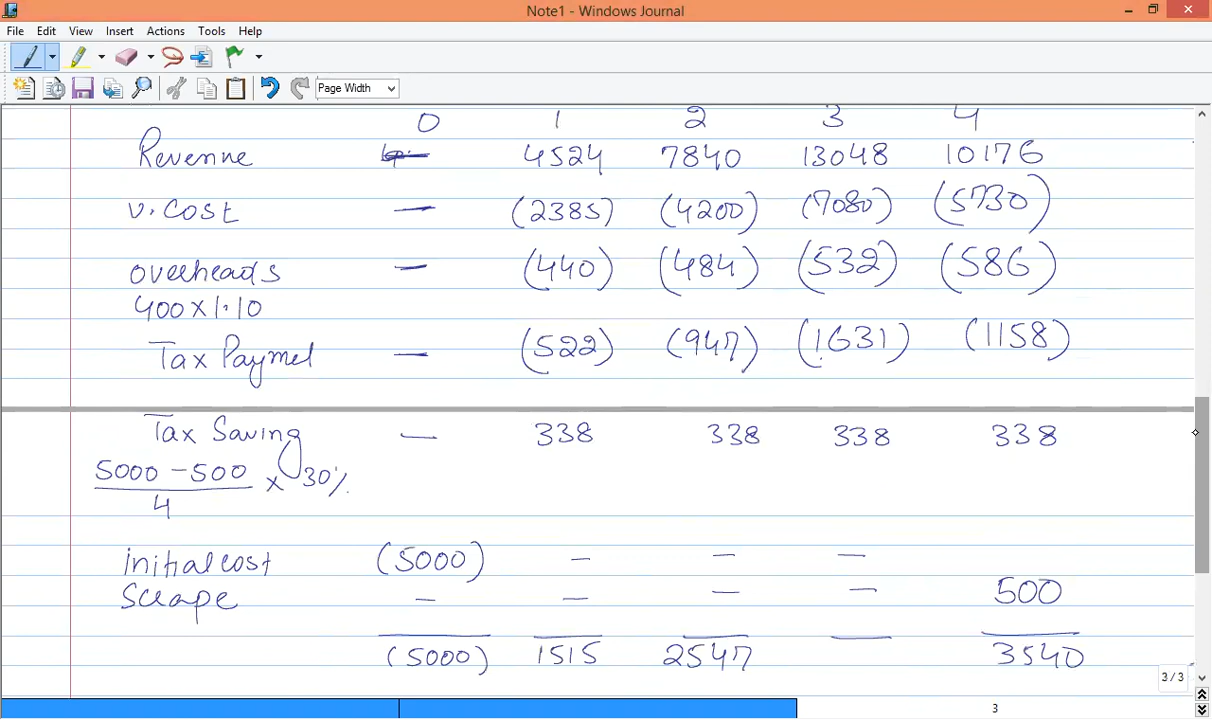 Note1 - Windows Journal
File Edit View Insert Actions Tools Help
Page Width
0 1 2 3 4
Revenue 4524 7840 13048 10176
V. Cost — (2385) (4200) (7080) (5730)
overheads — (440) (484) (532) (586)
400 x 1.10
Tax Paymet — (522) (947) (1631) (1158)
Tax Saving — 338 338 338 338
5000 - 500 x 30%
4
initial cost (5000) - - -
Scrape - - - - 500
(5000) 1515 2547 3540
3 / 3
3